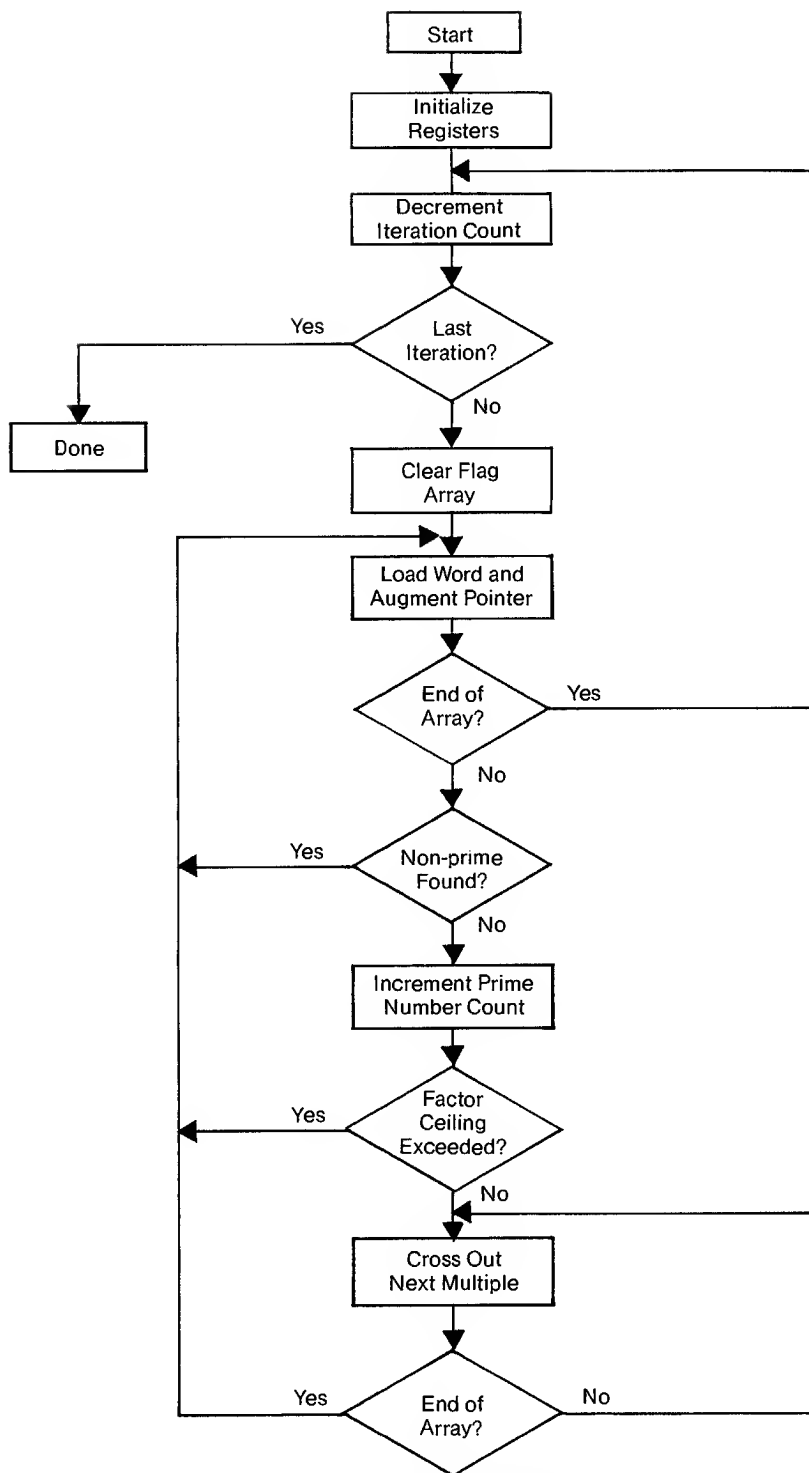 Start
Initialize
Registers
Decrement
Iteration Count
Last
Iteration?
Yes
No
Done
Clear Flag
Array
Load Word and
Augment Pointer
End of
Array?
Yes
No
Non-prime
Found?
Yes
No
Increment Prime
Number Count
Factor
Ceiling
Exceeded?
Yes
No
Cross Out
Next Multiple
End of
Array?
Yes
No